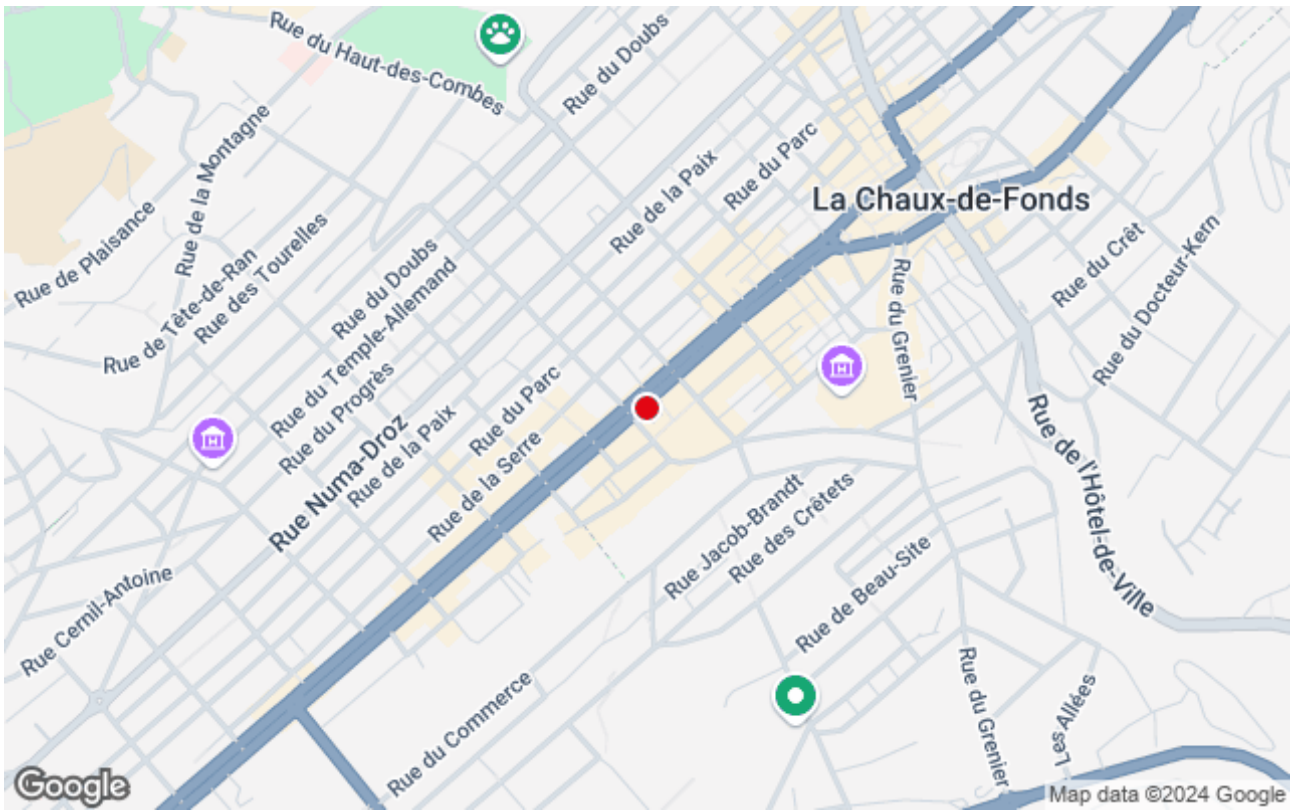 Rue du Haut-des-Combes
Rue du Doubs
Rue de la Montagne
Rue du Parc
Rue de la Paix
La Chaux-de-Fonds
Rue de Plaisance
Rue de Tête-de-Ran
Rue des Tourelles
Rue du Doubs
Rue du Temple-Allemand
Rue du Progrès
Rue du Crêt
Rue du Docteur-Kern
Rue du Grenier
Rue du Parc
Rue de la Paix
Rue Numa-Droz
Rue de la Serre
Rue de l'Hôtel-de-Ville
Rue Jacob-Brandt
Rue des Crêtets
Rue de Beau-Site
Rue Cernil-Antoine
Rue du Commerce
Rue du Grenier
Les Allées
Google
Map data ©2024 Google